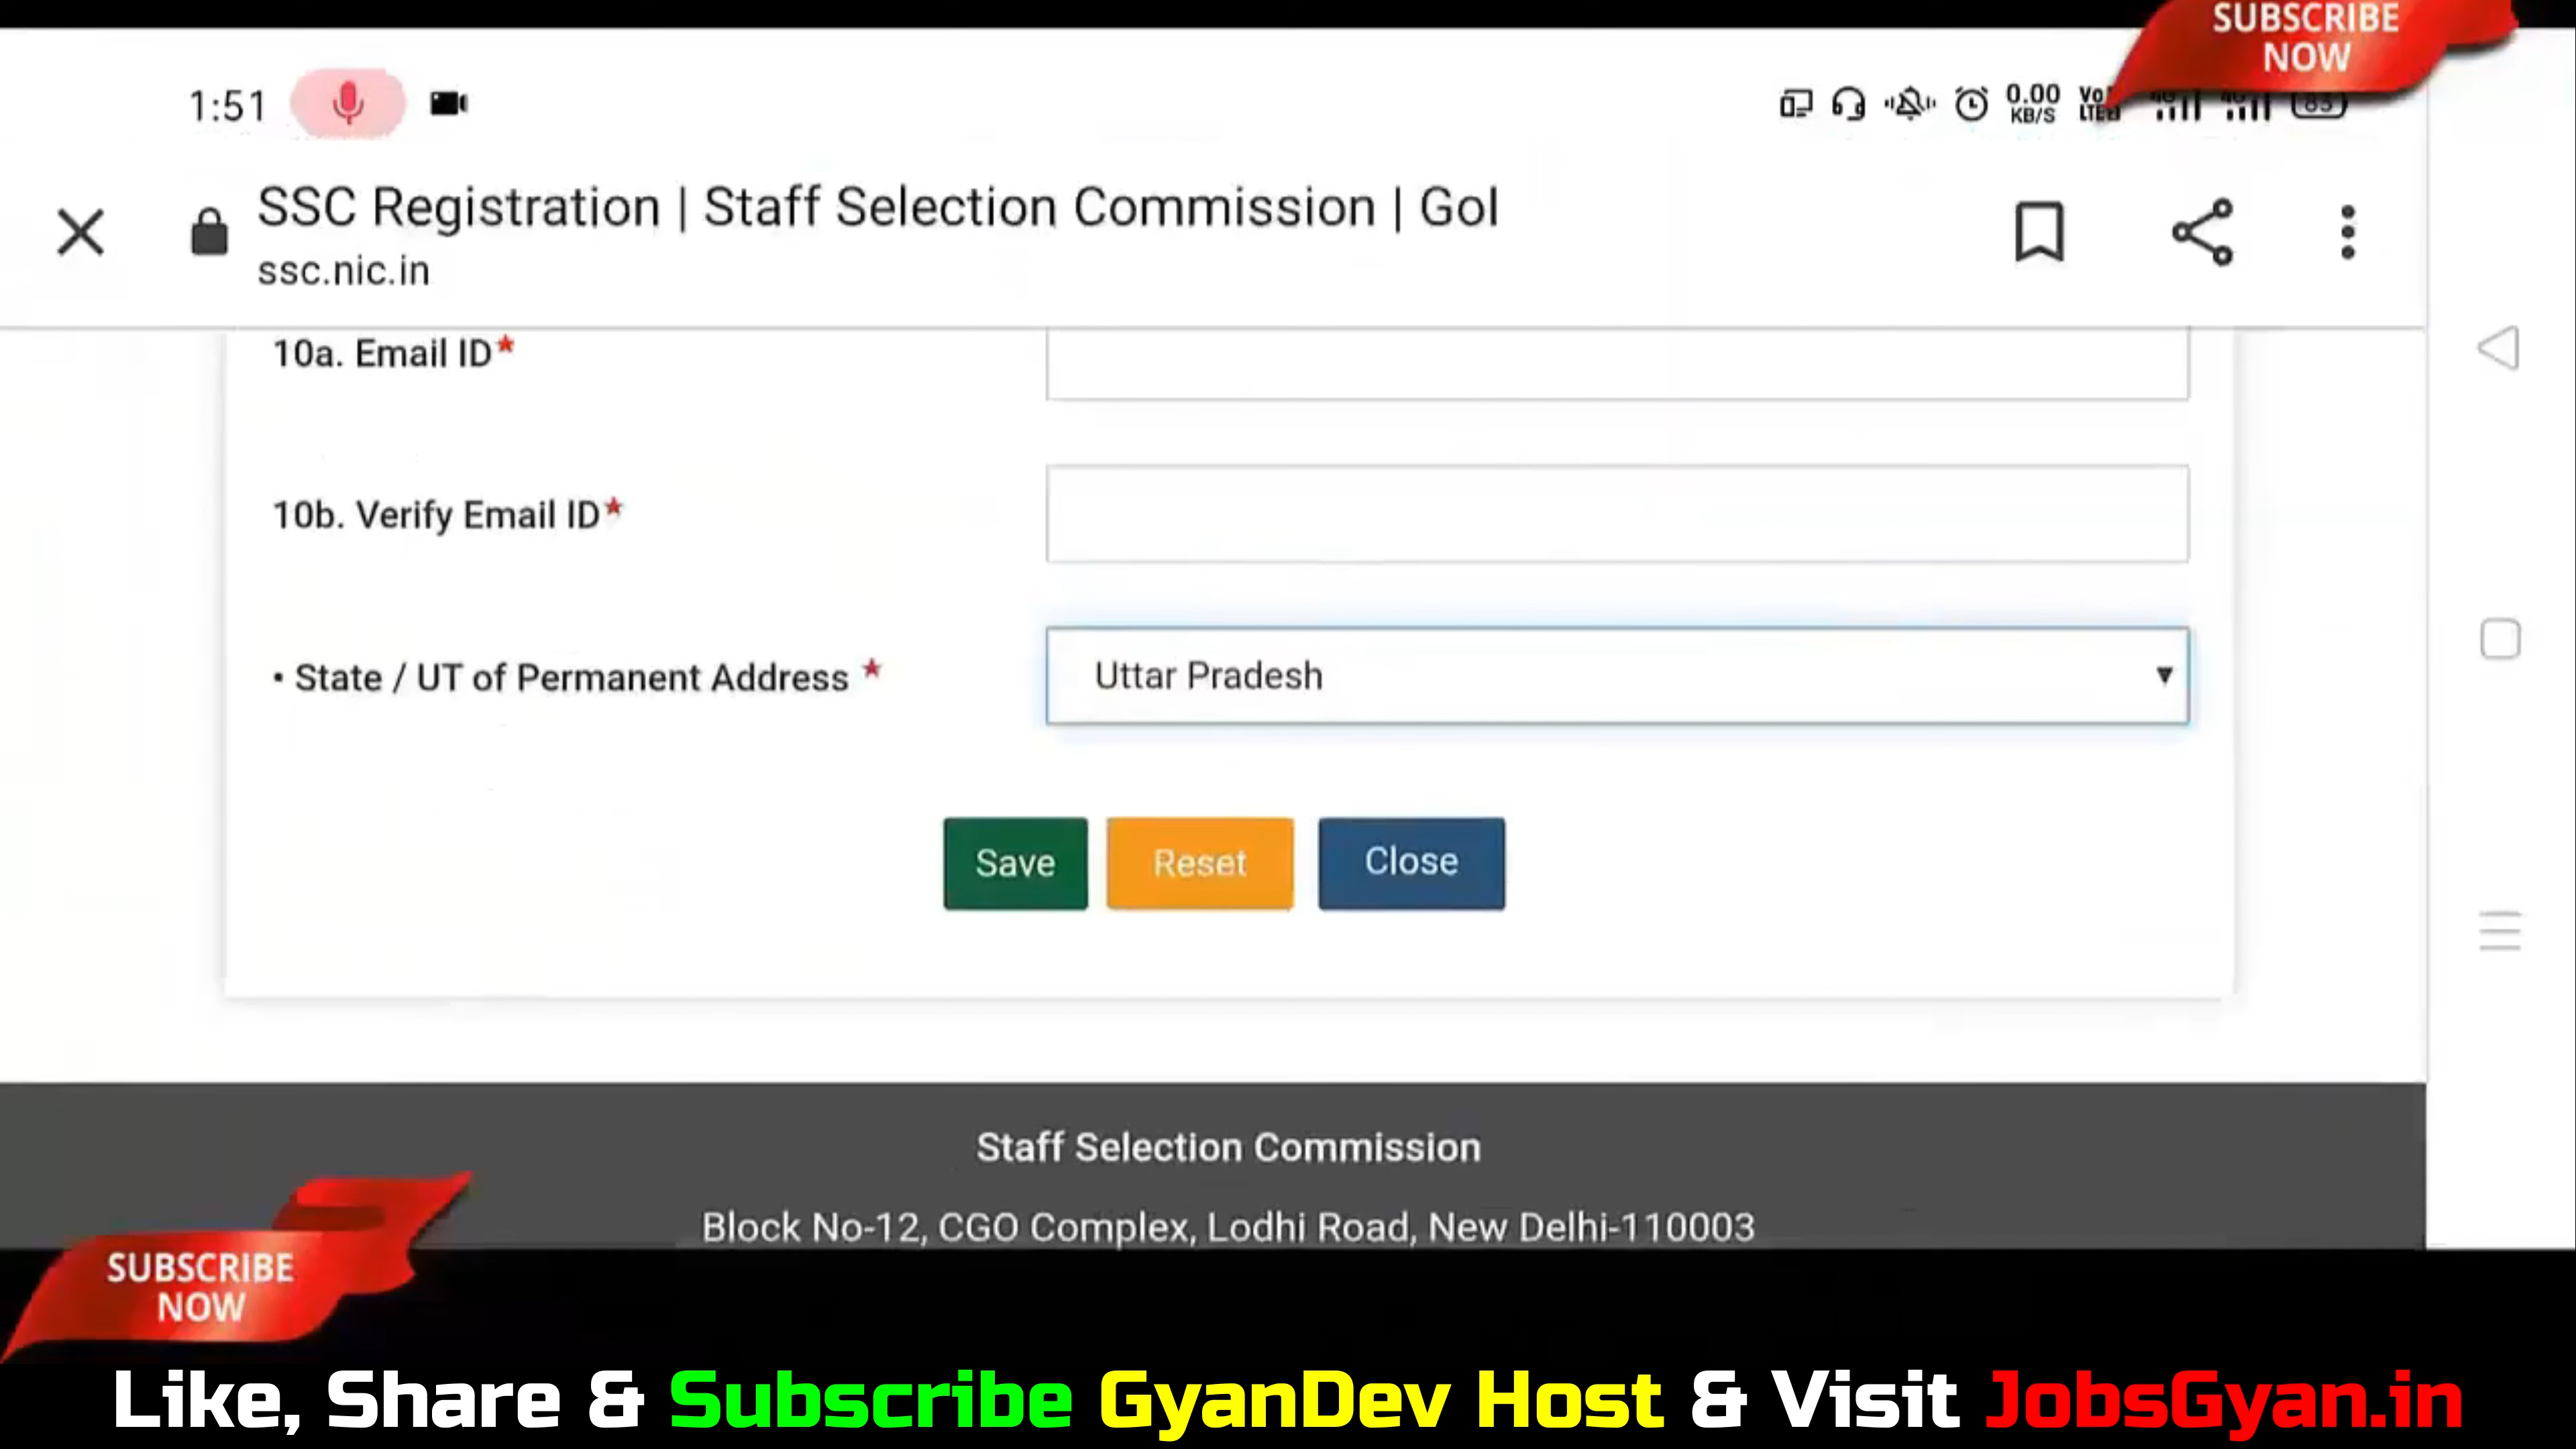 SUBSCRIBE
NOW
1:51
0.00
KB/S
SSC Registration | Staff Selection Commission | GoI
ssc.nic.in
10a. Email ID*
10b. Verify Email ID*
• State / UT of Permanent Address *
Uttar Pradesh
Save
Reset
Close
Staff Selection Commission
Block No-12, CGO Complex, Lodhi Road, New Delhi-110003
SUBSCRIBE
NOW
Like, Share & Subscribe GyanDev Host & Visit JobsGyan.in